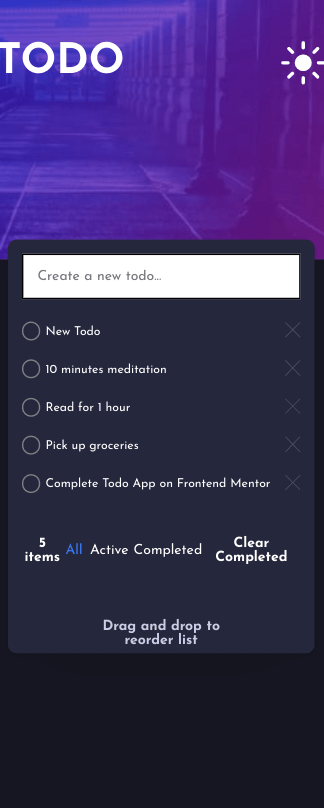 TODO
Create a new todo...
New Todo
10 minutes meditation
Read for 1 hour
Pick up groceries
Complete Todo App on Frontend Mentor
5 items All Active Completed Clear Completed
Drag and drop to
reorder list